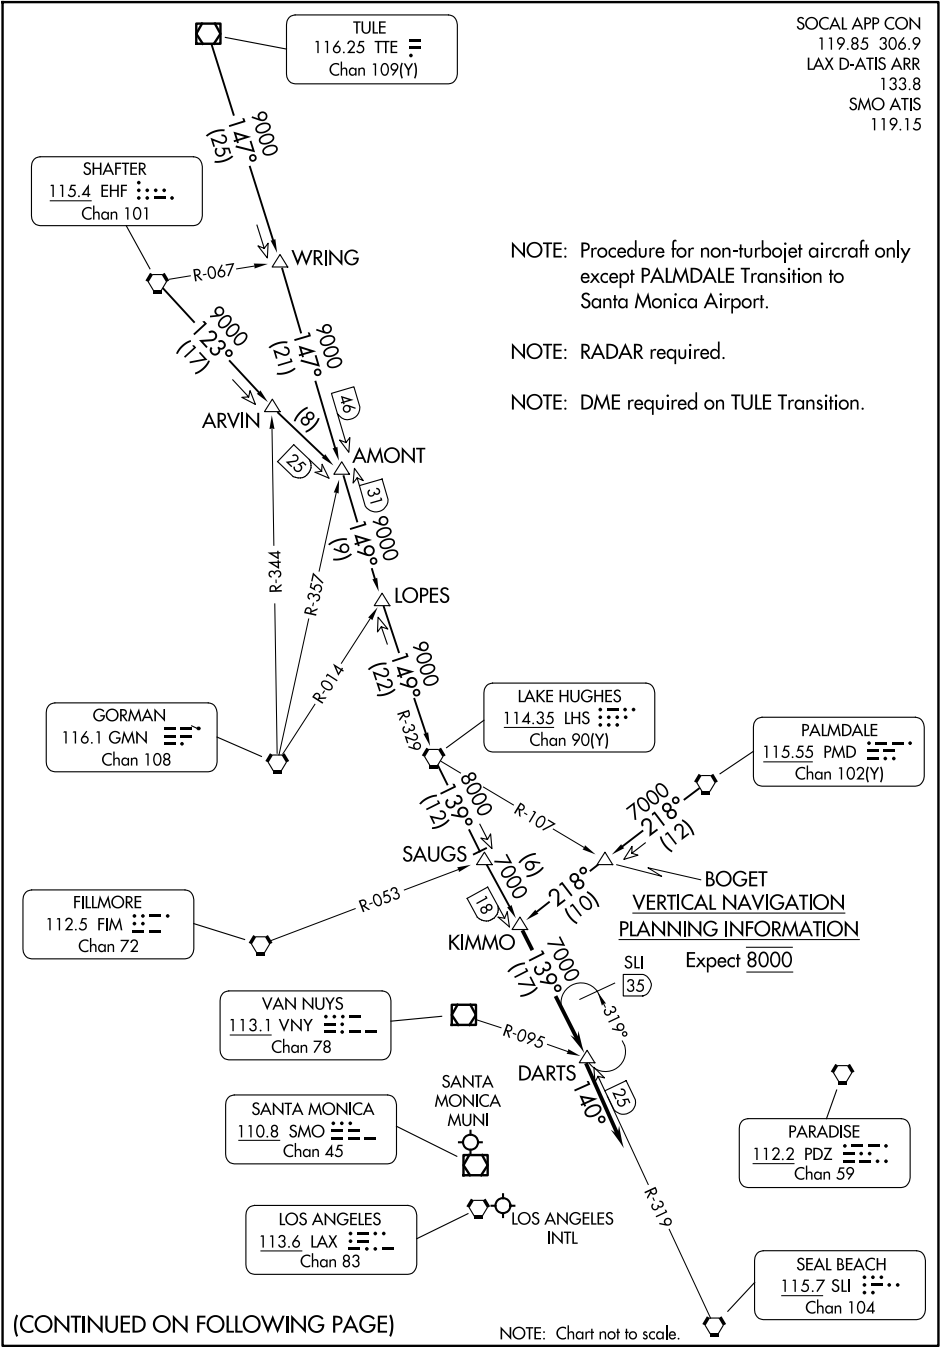 SOCAL APP CON
119.85 306.9
LAX D-ATIS ARR
133.8
SMO ATIS
119.15
TULE
116.25 TTE
Chan 109(Y)
9000
147°
(25)
SHAFTER
115.4 EHF
Chan 101
R-067
WRING
NOTE: Procedure for non-turbojet aircraft only
except PALMDALE Transition to
Santa Monica Airport.
NOTE: RADAR required.
NOTE: DME required on TULE Transition.
9000
123°
(17)
9000
147°
(21)
46
ARVIN
(8)
25
AMONT
31
9000
149°
(9)
R-344
R-357
R-014
LOPES
9000
149°
(22)
R-329
GORMAN
116.1 GMN
Chan 108
LAKE HUGHES
114.35 LHS
Chan 90(Y)
PALMDALE
115.55 PMD
Chan 102(Y)
8000
139°
(12)
R-107
7000
218°
(12)
SAUGS
(6)
7000
18
218°
(10)
BOGET
VERTICAL NAVIGATION
PLANNING INFORMATION
Expect 8000
FILLMORE
112.5 FIM
Chan 72
R-053
KIMMO
7000
139°
(17)
SLI
35
319°
VAN NUYS
113.1 VNY
Chan 78
R-095
DARTS
25
140°
SANTA
MONICA
MUNI
SANTA MONICA
110.8 SMO
Chan 45
PARADISE
112.2 PDZ
Chan 59
LOS ANGELES
113.6 LAX
Chan 83
LOS ANGELES
INTL
R-319
SEAL BEACH
115.7 SLI
Chan 104
(CONTINUED ON FOLLOWING PAGE)
NOTE: Chart not to scale.